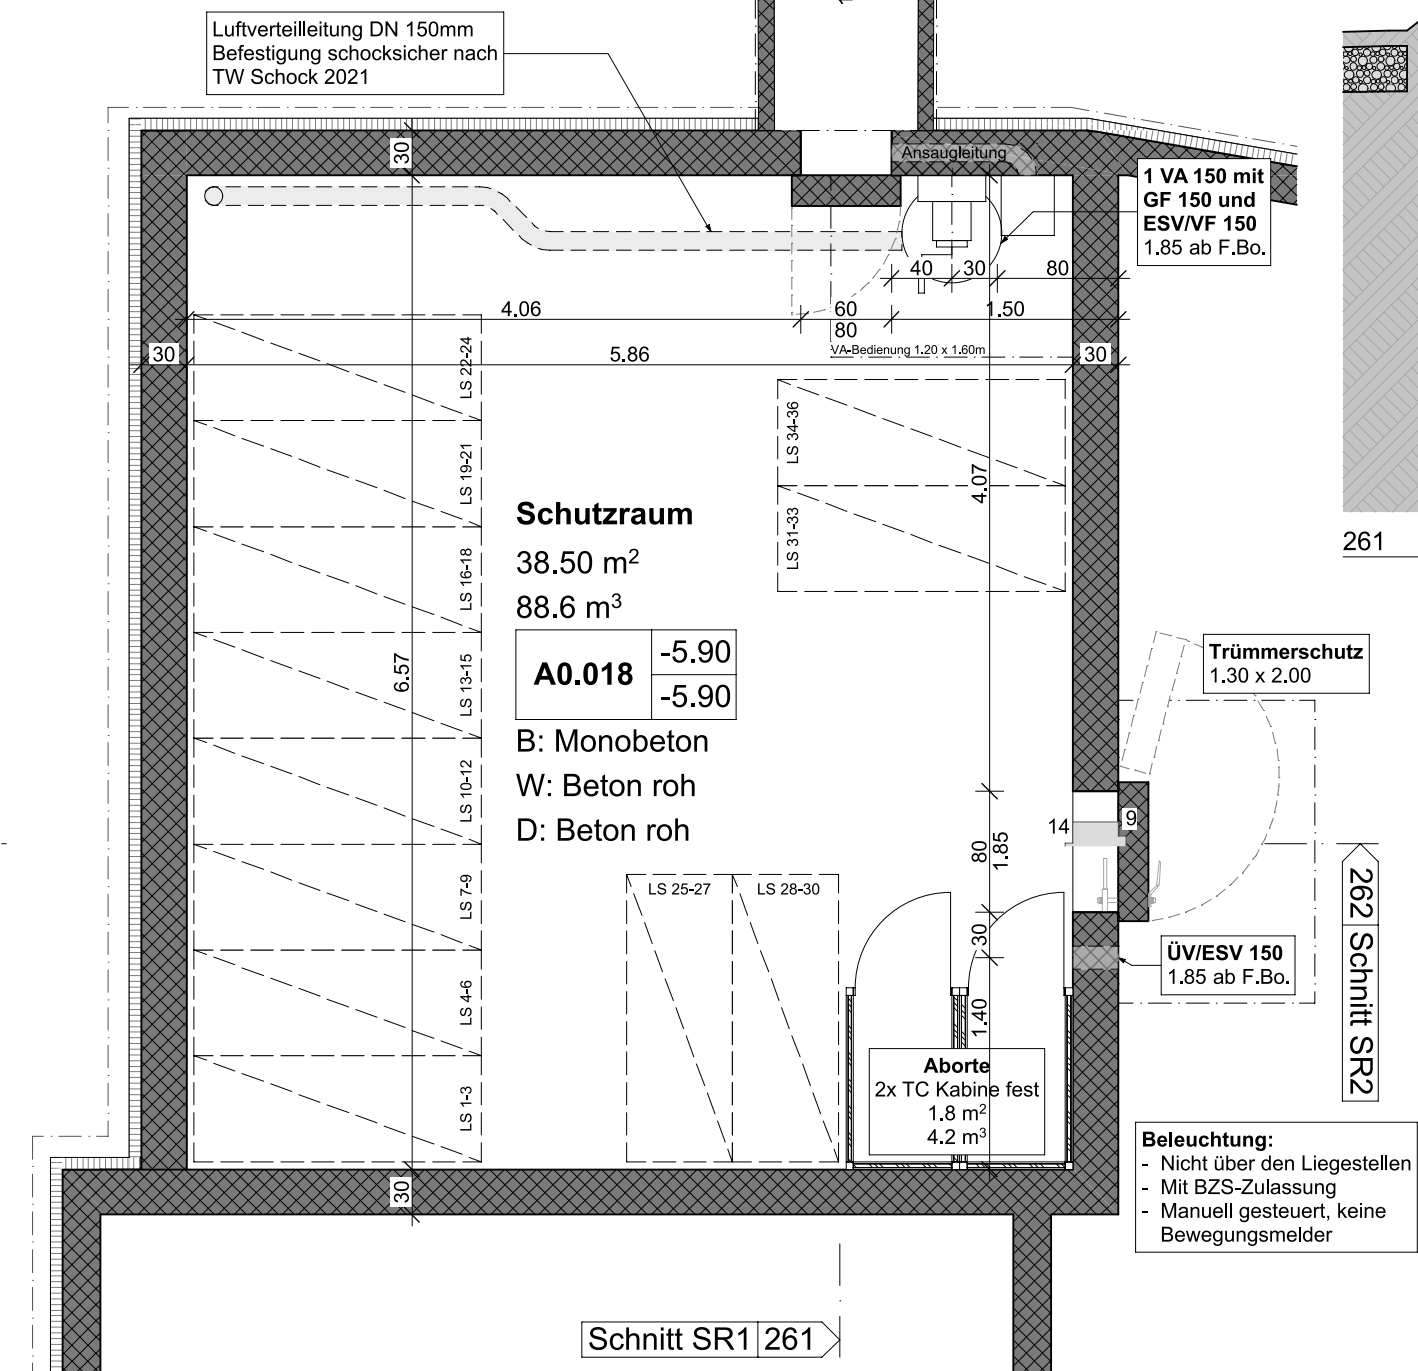 Luftverteilleitung DN 150mm
Befestigung schocksicher nach
TW Schock 2021
30
Ansaugleitung
1 VA 150 mit
GF 150 und
ESV/VF 150
1.85 ab F.Bo.
40
30
80
4.06
60
80
1.50
VA-Bedienung 1.20 x 1.60m
30
5.86
30
LS 22-24
LS 19-21
LS 16-18
LS 13-15
LS 10-12
LS 7-9
LS 4-6
LS 1-3
LS 34-36
LS 31-33
4.07
6.57
Schutzraum
38.50 m²
88.6 m³
A0.018
-5.90
-5.90
B: Monobeton
W: Beton roh
D: Beton roh
261
Trümmerschutz
1.30 x 2.00
14
9
80
1.85
30
1.40
LS 25-27
LS 28-30
ÜV/ESV 150
1.85 ab F.Bo.
262 Schnitt SR2
Aborte
2x TC Kabine fest
1.8 m²
4.2 m³
30
Beleuchtung:
- Nicht über den Liegestellen
- Mit BZS-Zulassung
- Manuell gesteuert, keine
Bewegungsmelder
Schnitt SR1 261